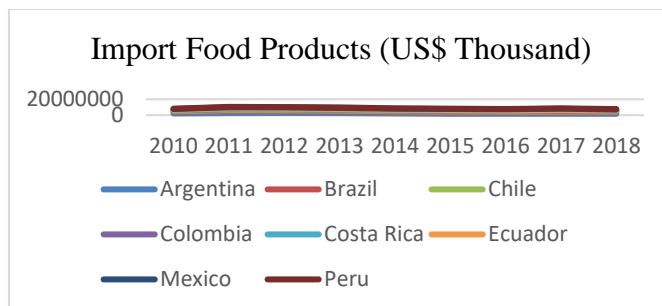 Import Food Products (US$ Thousand)
20000000
0
2010 2011 2012 2013 2014 2015 2016 2017 2018
Argentina Brazil Chile
Colombia Costa Rica Ecuador
Mexico Peru